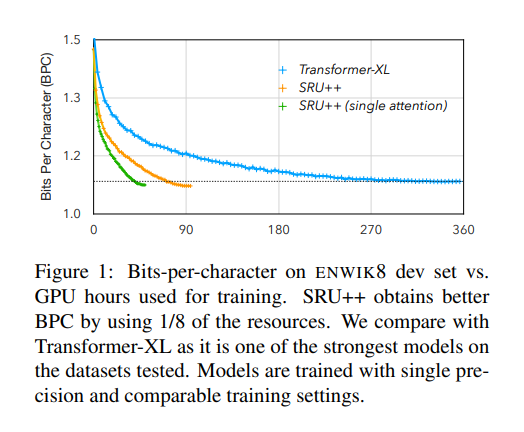 1.5
1.3
1.2
1.0
Bits Per Character (BPC)
Transformer-XL
SRU++
SRU++ (single attention)
0 90 180 270 360
Figure 1: Bits-per-character on ENWIK8 dev set vs.
GPU hours used for training. SRU++ obtains better
BPC by using 1/8 of the resources. We compare with
Transformer-XL as it is one of the strongest models on
the datasets tested. Models are trained with single pre-
cision and comparable training settings.